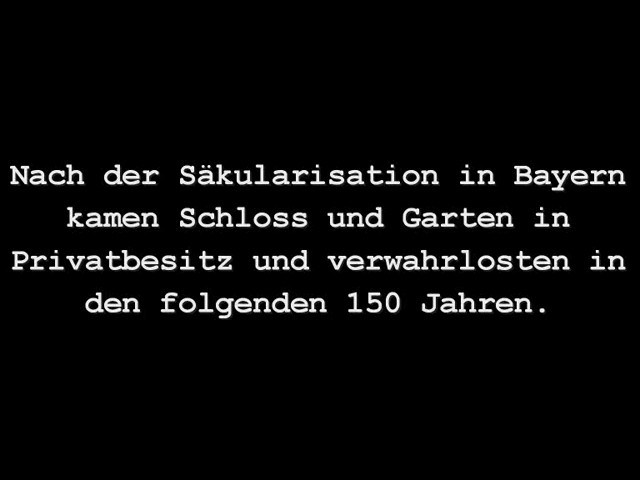 Nach der Säkularisation in Bayern
kamen Schloss und Garten in
Privatbesitz und verwahrlosten in
den folgenden 150 Jahren.